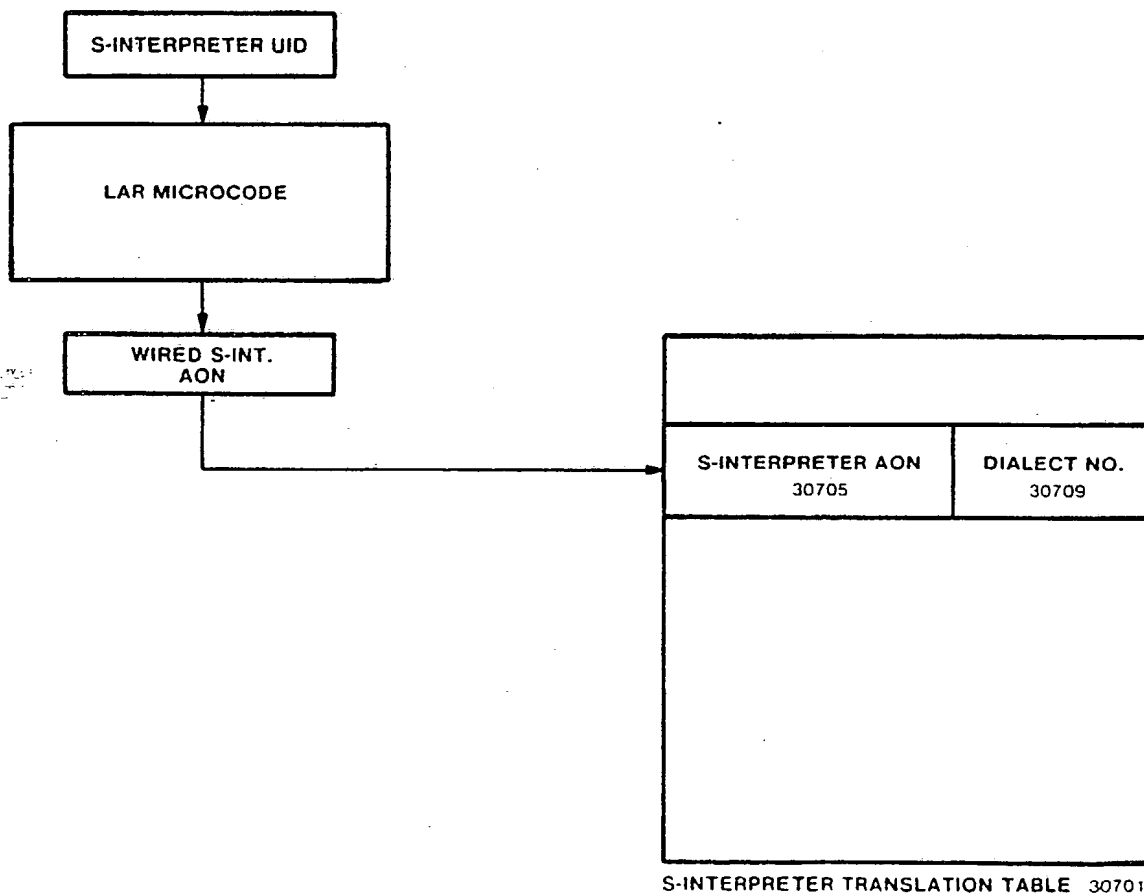 S-INTERPRETER UID
LAR MICROCODE
WIRED S-INT.
AON
S-INTERPRETER AON
30705
DIALECT NO.
30709
S-INTERPRETER TRANSLATION TABLE 30701